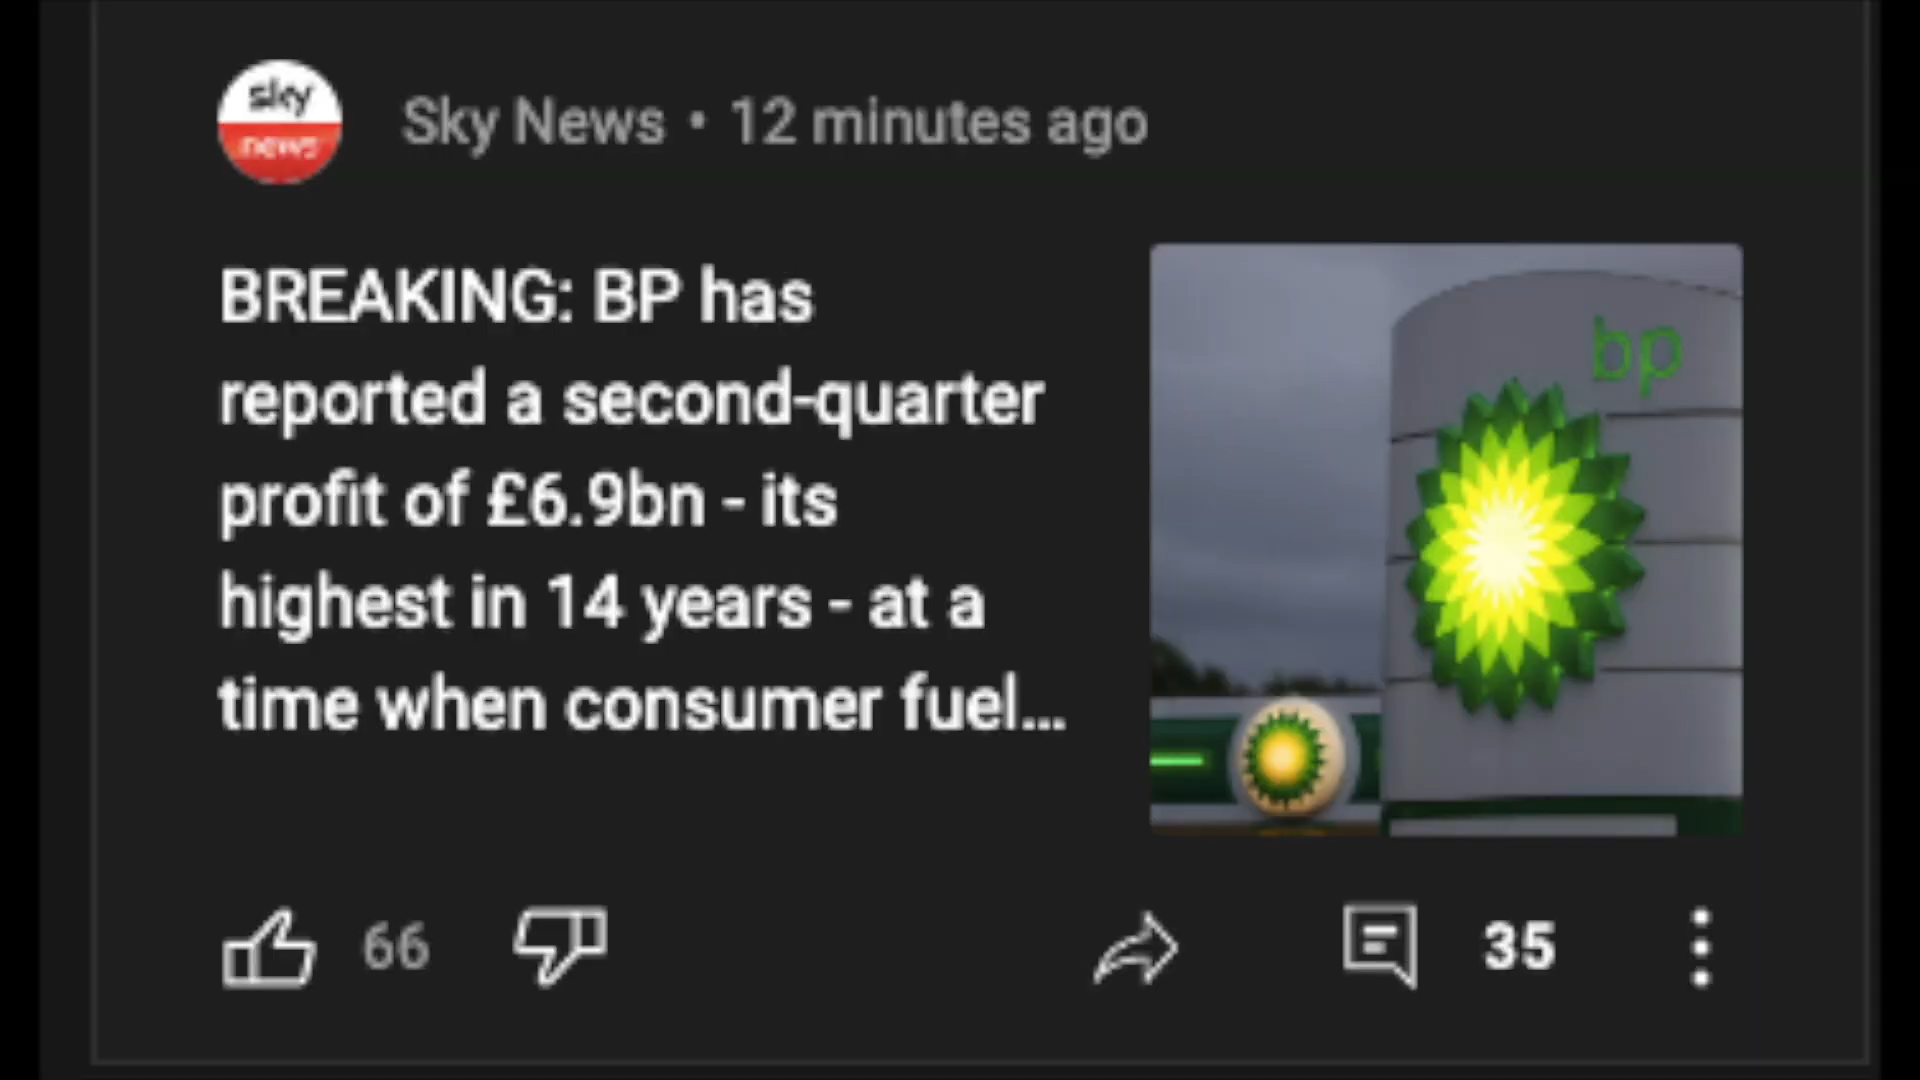 sky
news
Sky News • 12 minutes ago
BREAKING: BP has
reported a second-quarter
profit of £6.9bn - its
highest in 14 years - at a
time when consumer fuel...
bp
66
35